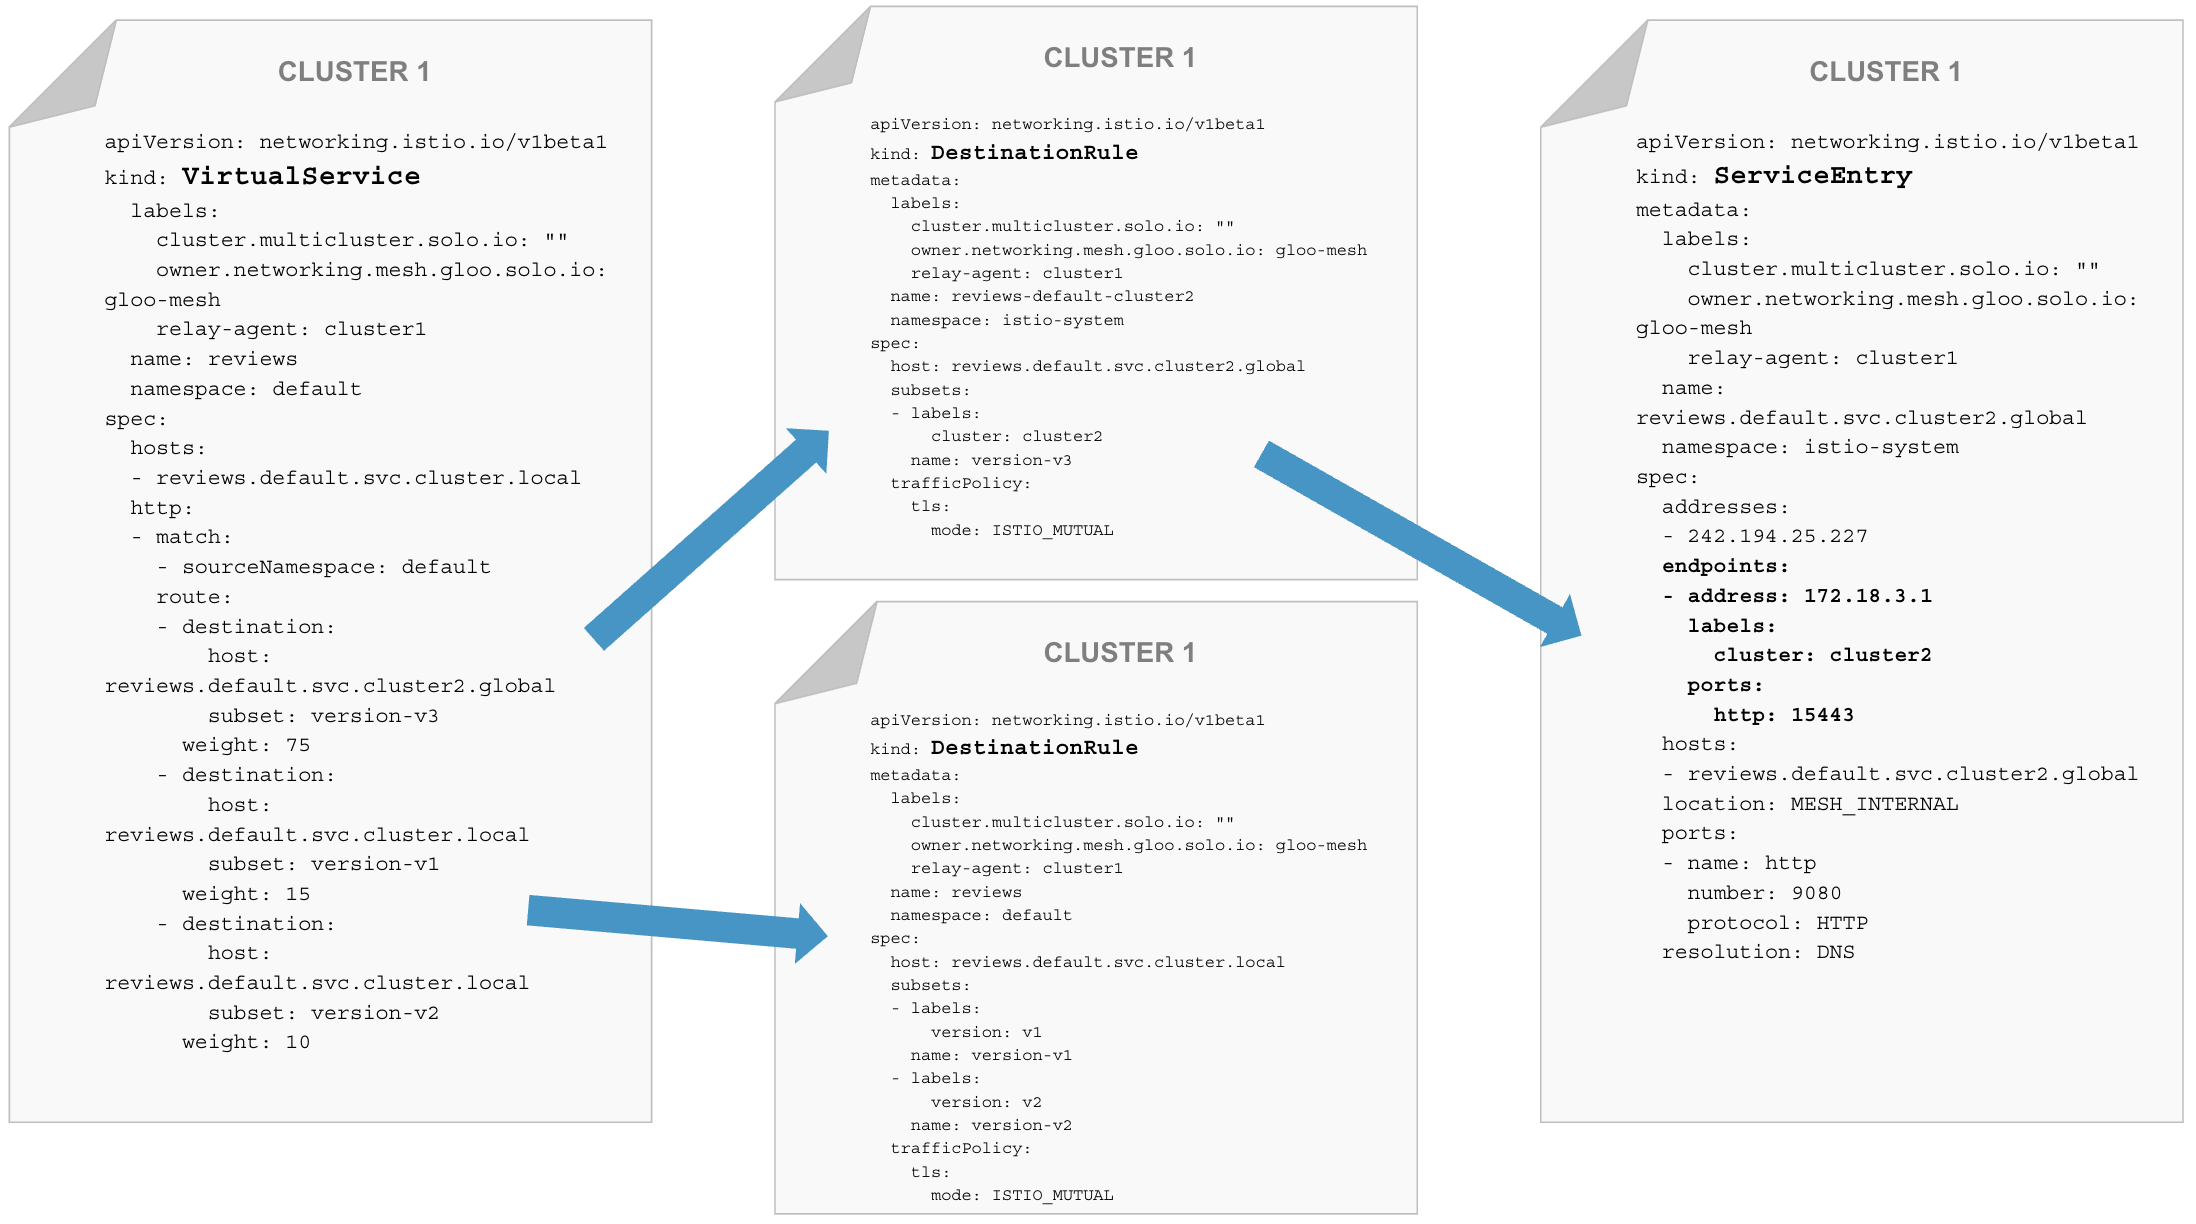 CLUSTER 1
apiVersion: networking.istio.io/v1beta1
kind: VirtualService
  labels:
    cluster.multicluster.solo.io: ""
    owner.networking.mesh.gloo.solo.io:
gloo-mesh
    relay-agent: cluster1
  name: reviews
  namespace: default
spec:
  hosts:
  - reviews.default.svc.cluster.local
  http:
  - match:
    - sourceNamespace: default
    route:
    - destination:
        host:
reviews.default.svc.cluster2.global
        subset: version-v3
      weight: 75
    - destination:
        host:
reviews.default.svc.cluster.local
        subset: version-v1
      weight: 15
    - destination:
        host:
reviews.default.svc.cluster.local
        subset: version-v2
      weight: 10
CLUSTER 1
apiVersion: networking.istio.io/v1beta1
kind: DestinationRule
metadata:
  labels:
    cluster.multicluster.solo.io: ""
    owner.networking.mesh.gloo.solo.io: gloo-mesh
    relay-agent: cluster1
  name: reviews-default-cluster2
  namespace: istio-system
spec:
  host: reviews.default.svc.cluster2.global
  subsets:
  - labels:
      cluster: cluster2
    name: version-v3
  trafficPolicy:
    tls:
      mode: ISTIO_MUTUAL
CLUSTER 1
apiVersion: networking.istio.io/v1beta1
kind: DestinationRule
metadata:
  labels:
    cluster.multicluster.solo.io: ""
    owner.networking.mesh.gloo.solo.io: gloo-mesh
    relay-agent: cluster1
  name: reviews
  namespace: default
spec:
  host: reviews.default.svc.cluster.local
  subsets:
  - labels:
      version: v1
    name: version-v1
  - labels:
      version: v2
    name: version-v2
  trafficPolicy:
    tls:
      mode: ISTIO_MUTUAL
CLUSTER 1
apiVersion: networking.istio.io/v1beta1
kind: ServiceEntry
metadata:
  labels:
    cluster.multicluster.solo.io: ""
    owner.networking.mesh.gloo.solo.io:
gloo-mesh
    relay-agent: cluster1
  name:
reviews.default.svc.cluster2.global
  namespace: istio-system
spec:
  addresses:
  - 242.194.25.227
  endpoints:
  - address: 172.18.3.1
    labels:
      cluster: cluster2
    ports:
      http: 15443
  hosts:
  - reviews.default.svc.cluster2.global
  location: MESH_INTERNAL
  ports:
  - name: http
    number: 9080
    protocol: HTTP
  resolution: DNS